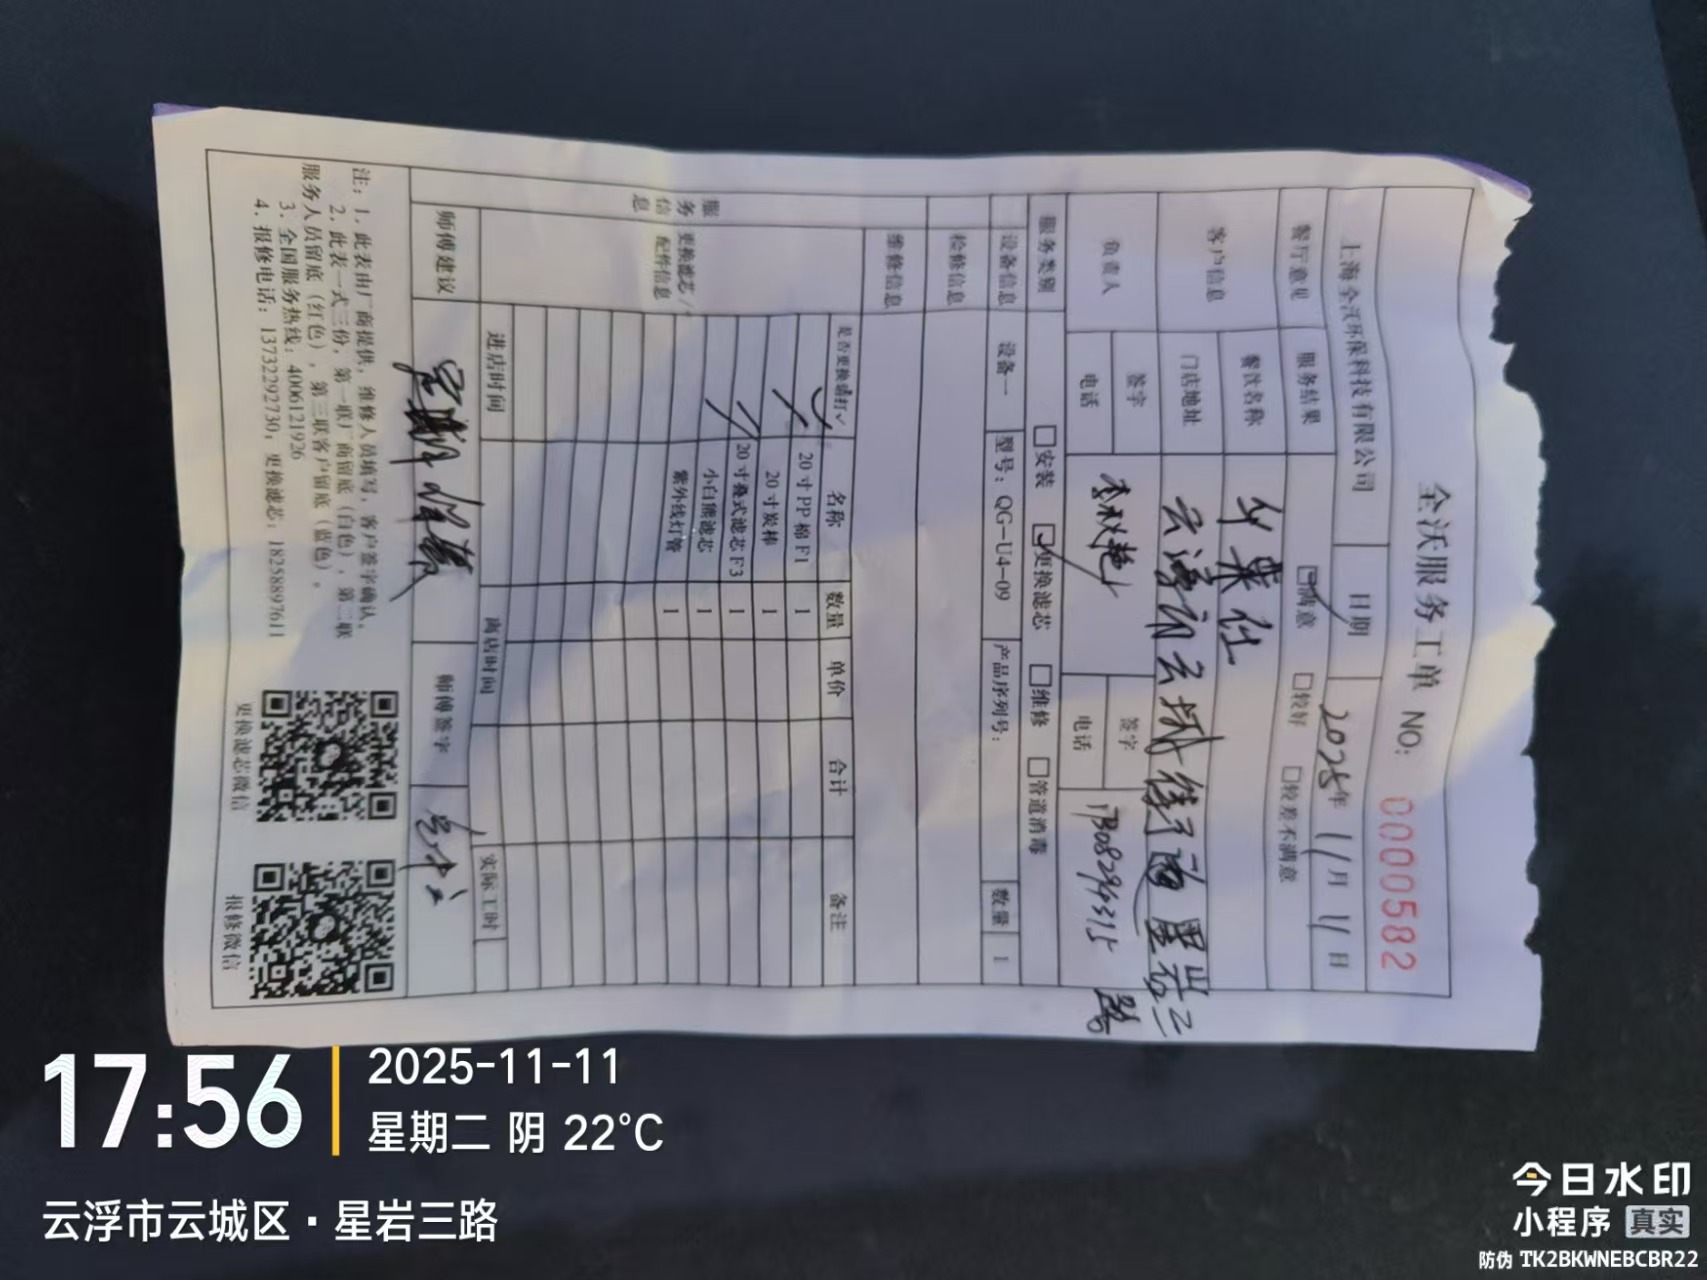 全沃服务工单 NO: 0000582
上海全沃环保科技有限公司 日期 2025年11月11日
餐厅意见 服务结果 ☑满意 □较好 □较差不满意
客户信息 餐饮名称
门店地址 云浮市云城街道星岩三路
负责人 签字 签字
电话 电话
服务类别 □安装 ☑更换滤芯 □维修 □管道消毒
设备信息 设备一 型号: QG-U4-09 产品序列号: 数量 1
检修信息
维修信息
服务信息
更换滤芯/配件信息
是否更换请打✓ 名称 数量 单价 合计 备注
✓ 20寸PP棉F1 1
✓ 20寸炭棒 1
✓ 20寸叠式滤芯F3 1
小白熊滤芯 1
紫外线灯管 1
进店时间 离店时间 实际工时
师傅建议 师傅签字
注: 1. 此表由厂商提供, 维修人员填写, 客户签字确认。
2. 此表一式三份, 第一联厂商留底 (白色), 第二联
服务人员留底 (红色), 第三联客户留底 (蓝色)。
3. 全国服务热线: 4006121926
4. 报修电话: 13732292730; 更换滤芯: 18258897611
更换滤芯微信 报修微信
17:56
2025-11-11
星期二 阴 22°C
云浮市云城区·星岩三路
今日水印
小程序 真实
防伪 TK2BKWNEBCBR22